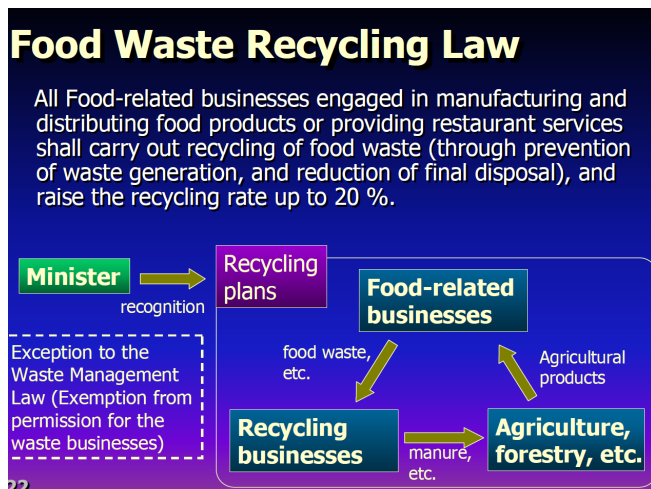 Food Waste Recycling Law
All Food-related businesses engaged in manufacturing and
distributing food products or providing restaurant services
shall carry out recycling of food waste (through prevention
of waste generation, and reduction of final disposal), and
raise the recycling rate up to 20 %.
Minister
recognition
Recycling
plans
Food-related
businesses
Exception to the
Waste Management
Law (Exemption from
permission for the
waste businesses)
food waste,
etc.
Agricultural
products
Recycling
businesses
manure,
etc.
Agriculture,
forestry, etc.